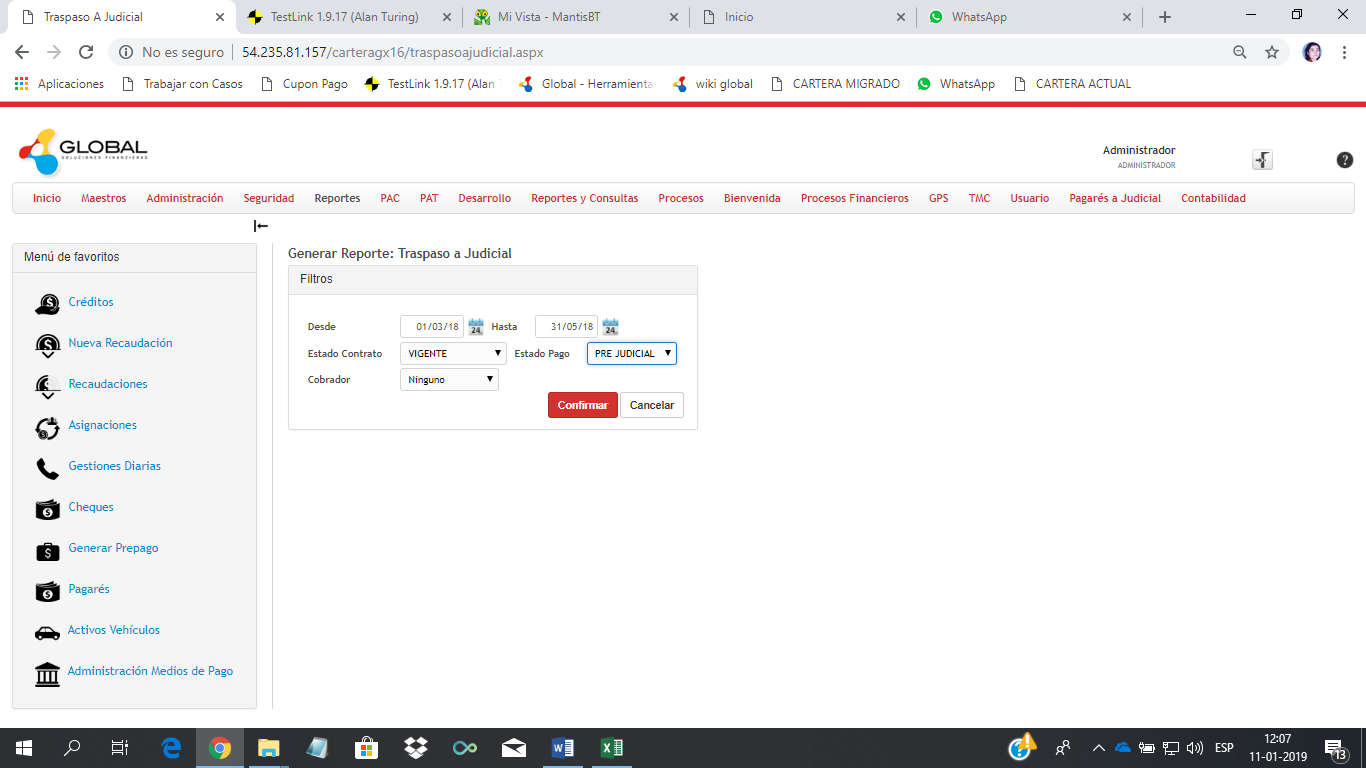 Traspaso A Judicial
TestLink 1.9.17 (Alan Turing)
Mi Vista - MantisBT
Inicio
WhatsApp
No es seguro
54.235.81.157/carteragx16/traspasoajudicial.aspx
Aplicaciones
Trabajar con Casos
Cupon Pago
TestLink 1.9.17 (Alan
Global - Herramienta
wiki global
CARTERA MIGRADO
WhatsApp
CARTERA ACTUAL
GLOBAL
SOLUCIONES FINANCIERAS
Administrador
ADMINISTRADOR
?
Inicio Maestros Administración Seguridad Reportes PAC PAT Desarrollo Reportes y Consultas Procesos Bienvenida Procesos Financieros GPS TMC Usuario Pagarés a Judicial Contabilidad
Menú de favoritos
Créditos
Nueva Recaudación
Recaudaciones
Asignaciones
Gestiones Diarias
Cheques
Generar Prepago
Pagarés
Activos Vehículos
Administración Medios de Pago
Generar Reporte: Traspaso a Judicial
Filtros
Desde 01/03/18 24 Hasta 31/05/18 24
Estado Contrato VIGENTE Estado Pago PRE JUDICIAL
Cobrador Ninguno
Confirmar Cancelar
ESP
12:07
11-01-2019
13